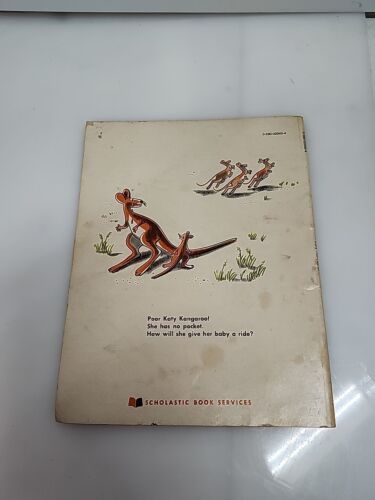 Poor Katy Kangaroo!
She has no pocket.
How will she give her baby a ride?
SCHOLASTIC BOOK SERVICES